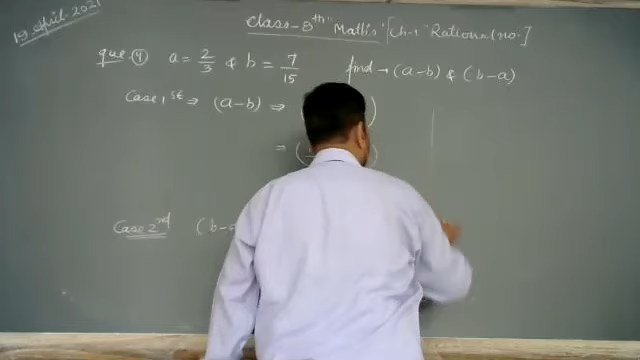 19 April. 2021
Class-8th Maths [Ch-1 Rational (no.]
que. (4) a = 2/3 & b = 7/15 find → (a-b) & (b-a)
Case 1st ⇒ (a-b) ⇒ ( )
⇒ ( )
Case 2nd (b-a